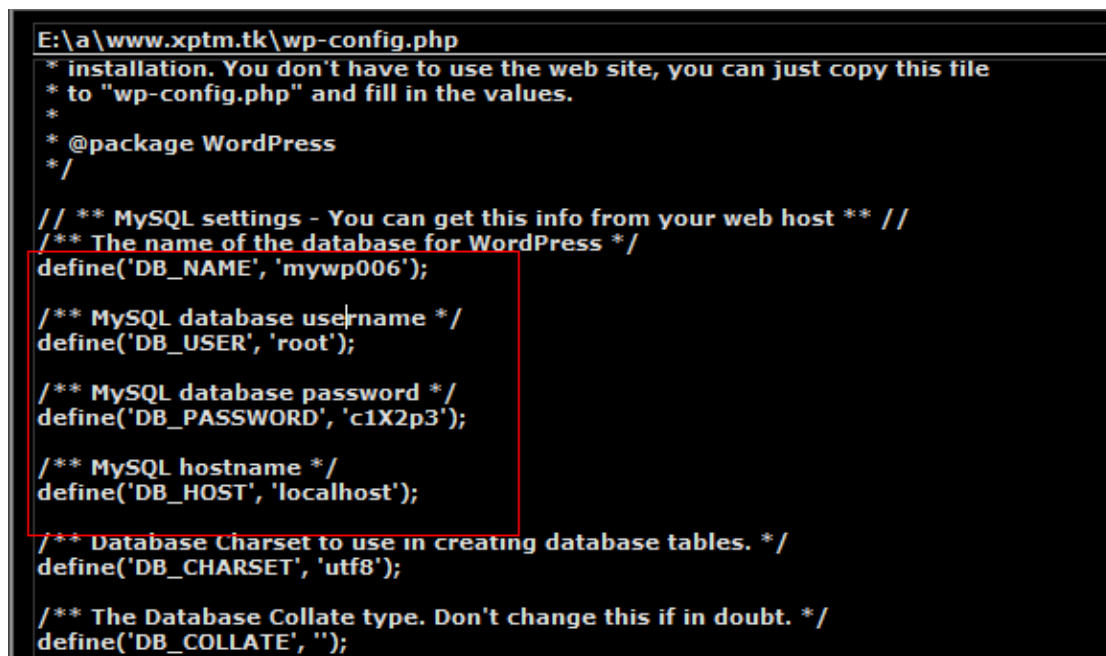 E:\a\www.xptm.tk\wp-config.php
* installation. You don't have to use the web site, you can just copy this file
* to "wp-config.php" and fill in the values.
*
* @package WordPress
*/
// ** MySQL settings - You can get this info from your web host ** //
/** The name of the database for WordPress */
define('DB_NAME', 'mywp006');
/** MySQL database username */
define('DB_USER', 'root');
/** MySQL database password */
define('DB_PASSWORD', 'c1X2p3');
/** MySQL hostname */
define('DB_HOST', 'localhost');
/** Database Charset to use in creating database tables. */
define('DB_CHARSET', 'utf8');
/** The Database Collate type. Don't change this if in doubt. */
define('DB_COLLATE', '');